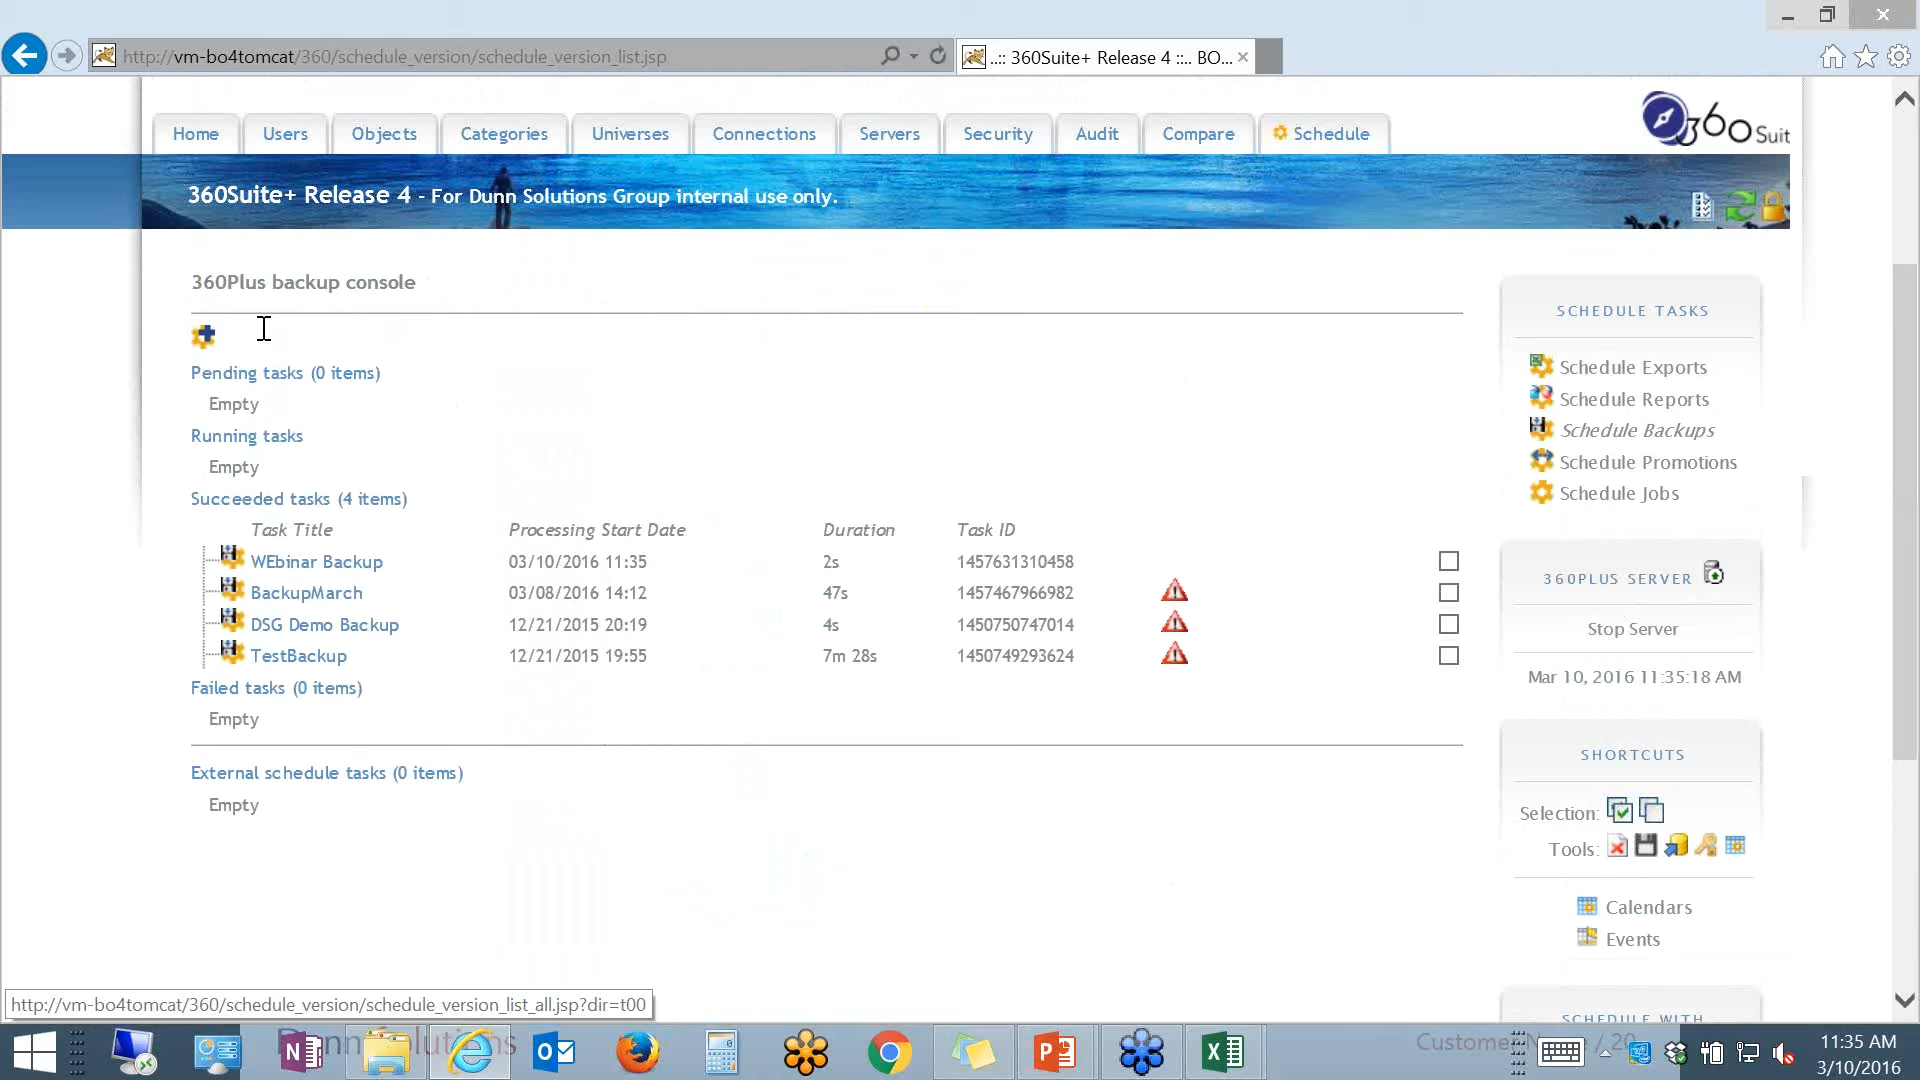 http://vm-bo4tomcat/360/schedule_version/schedule_version_list.jsp
..:: 360Suite+ Release 4 ::.. BO...
Home Users Objects Categories Universes Connections Servers Security Audit Compare Schedule
360 Suit
360Suite+ Release 4 - For Dunn Solutions Group internal use only.
360Plus backup console
Pending tasks (0 items)
Empty
Running tasks
Empty
Succeeded tasks (4 items)
Task Title Processing Start Date Duration Task ID
WEbinar Backup 03/10/2016 11:35 2s 1457631310458
BackupMarch 03/08/2016 14:12 47s 1457467966982
DSG Demo Backup 12/21/2015 20:19 4s 1450750747014
TestBackup 12/21/2015 19:55 7m 28s 1450749293624
Failed tasks (0 items)
Empty
External schedule tasks (0 items)
Empty
SCHEDULE TASKS
Schedule Exports
Schedule Reports
Schedule Backups
Schedule Promotions
Schedule Jobs
360PLUS SERVER
Stop Server
Mar 10, 2016 11:35:18 AM
SHORTCUTS
Selection:
Tools:
Calendars
Events
SCHEDULE WITH
http://vm-bo4tomcat/360/schedule_version/schedule_version_list_all.jsp?dir=t00
11:35 AM
3/10/2016